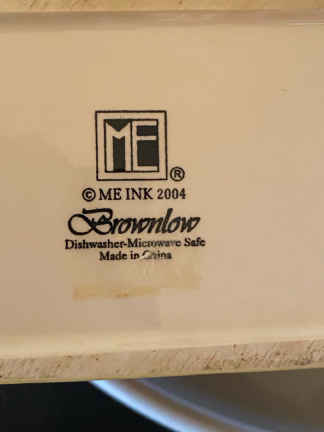 ME ®
© ME INK 2004
Brownlow
Dishwasher-Microwave Safe
Made in China